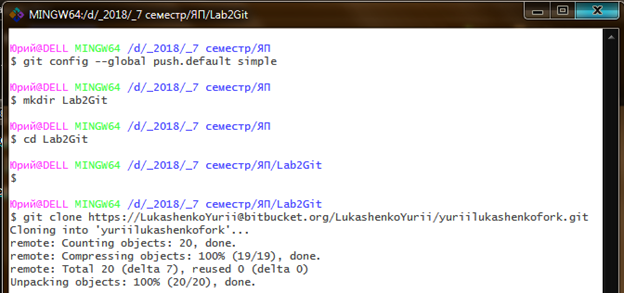 MINGW64:/d/_2018/_7 семестр/ЯП/Lab2Git
Юрий@DELL MINGW64 /d/_2018/_7 семестр/ЯП
$ git config --global push.default simple
Юрий@DELL MINGW64 /d/_2018/_7 семестр/ЯП
$ mkdir Lab2Git
Юрий@DELL MINGW64 /d/_2018/_7 семестр/ЯП
$ cd Lab2Git
Юрий@DELL MINGW64 /d/_2018/_7 семестр/ЯП/Lab2Git
$
Юрий@DELL MINGW64 /d/_2018/_7 семестр/ЯП/Lab2Git
$ git clone https://LukashenkoYurii@bitbucket.org/LukashenkoYurii/yuriilukashenkofork.git
Cloning into 'yuriilukashenkofork'...
remote: Counting objects: 20, done.
remote: Compressing objects: 100% (19/19), done.
remote: Total 20 (delta 7), reused 0 (delta 0)
Unpacking objects: 100% (20/20), done.